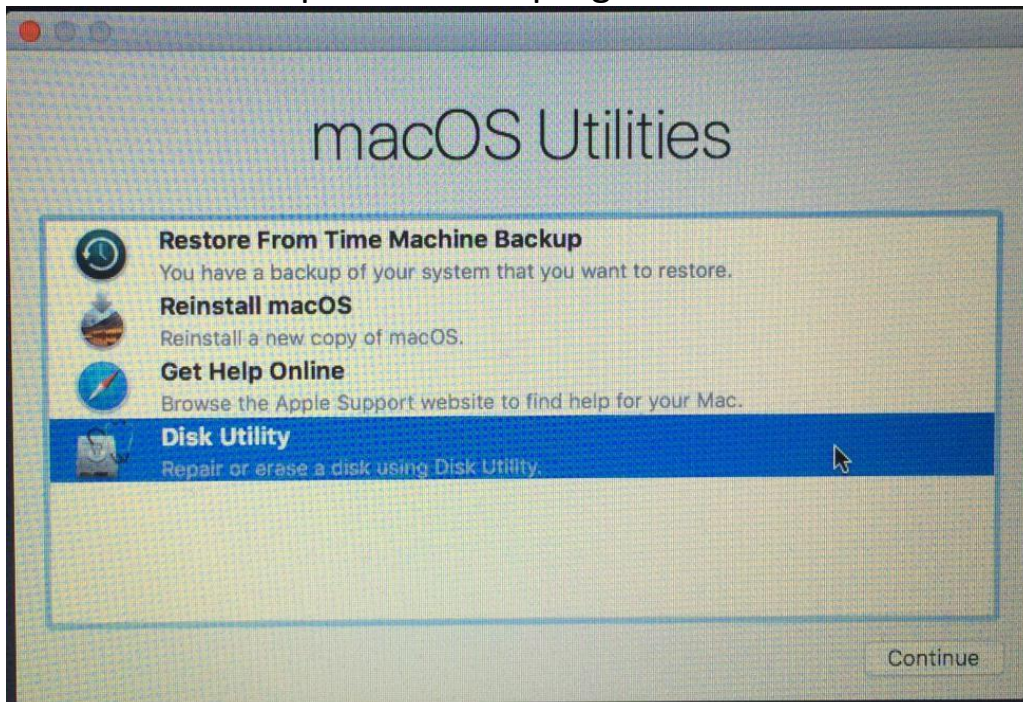 macOS Utilities
Restore From Time Machine Backup
You have a backup of your system that you want to restore.
Reinstall macOS
Reinstall a new copy of macOS.
Get Help Online
Browse the Apple Support website to find help for your Mac.
Disk Utility
Repair or erase a disk using Disk Utility.
Continue